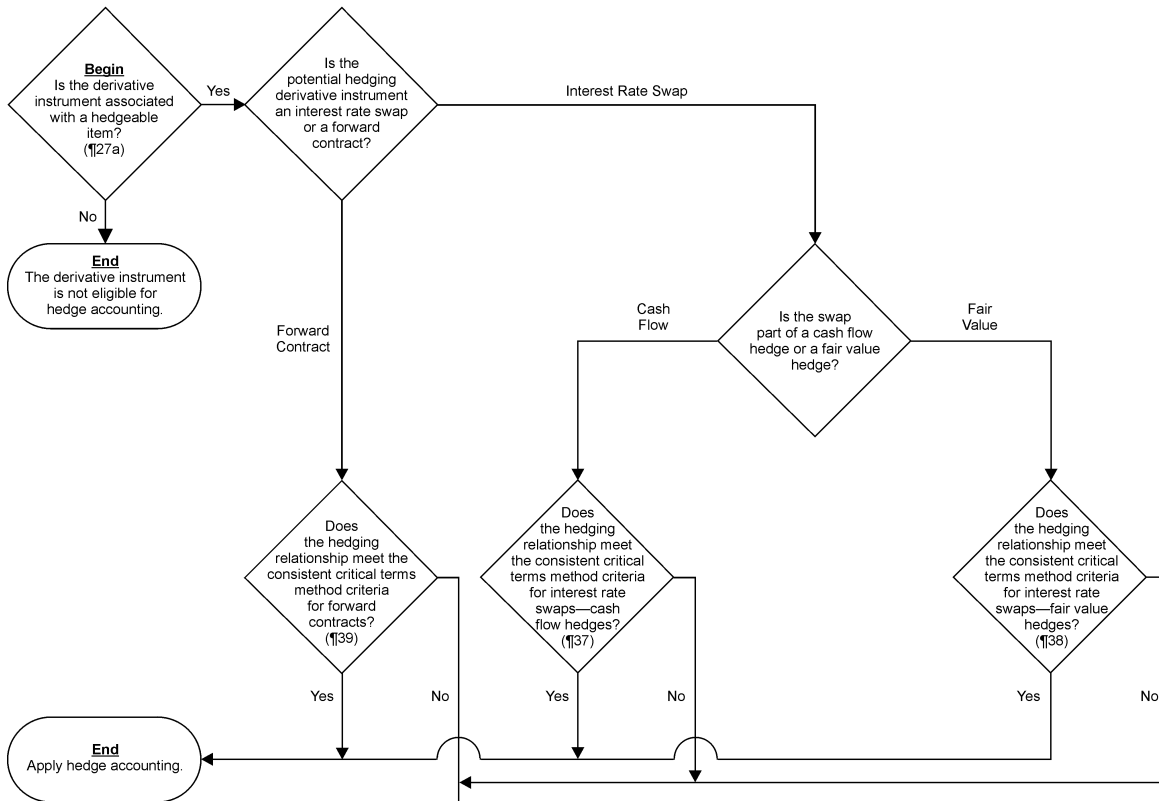 Begin
Is the derivative
instrument associated
with a hedgeable
item?
(¶27a)
Yes
Is the
potential hedging
derivative instrument
an interest rate swap
or a forward
contract?
Interest Rate Swap
No
End
The derivative instrument
is not eligible for
hedge accounting.
Forward
Contract
Cash
Flow
Is the swap
part of a cash flow
hedge or a fair value
hedge?
Fair
Value
Does
the hedging
relationship meet the
consistent critical terms
method criteria
for forward
contracts?
(¶39)
Does
the hedging
relationship meet
the consistent critical
terms method criteria
for interest rate
swaps—cash
flow hedges?
(¶37)
Does
the hedging
relationship meet
the consistent critical
terms method criteria
for interest rate
swaps—fair value
hedges?
(¶38)
Yes
No
Yes
No
Yes
No
End
Apply hedge accounting.